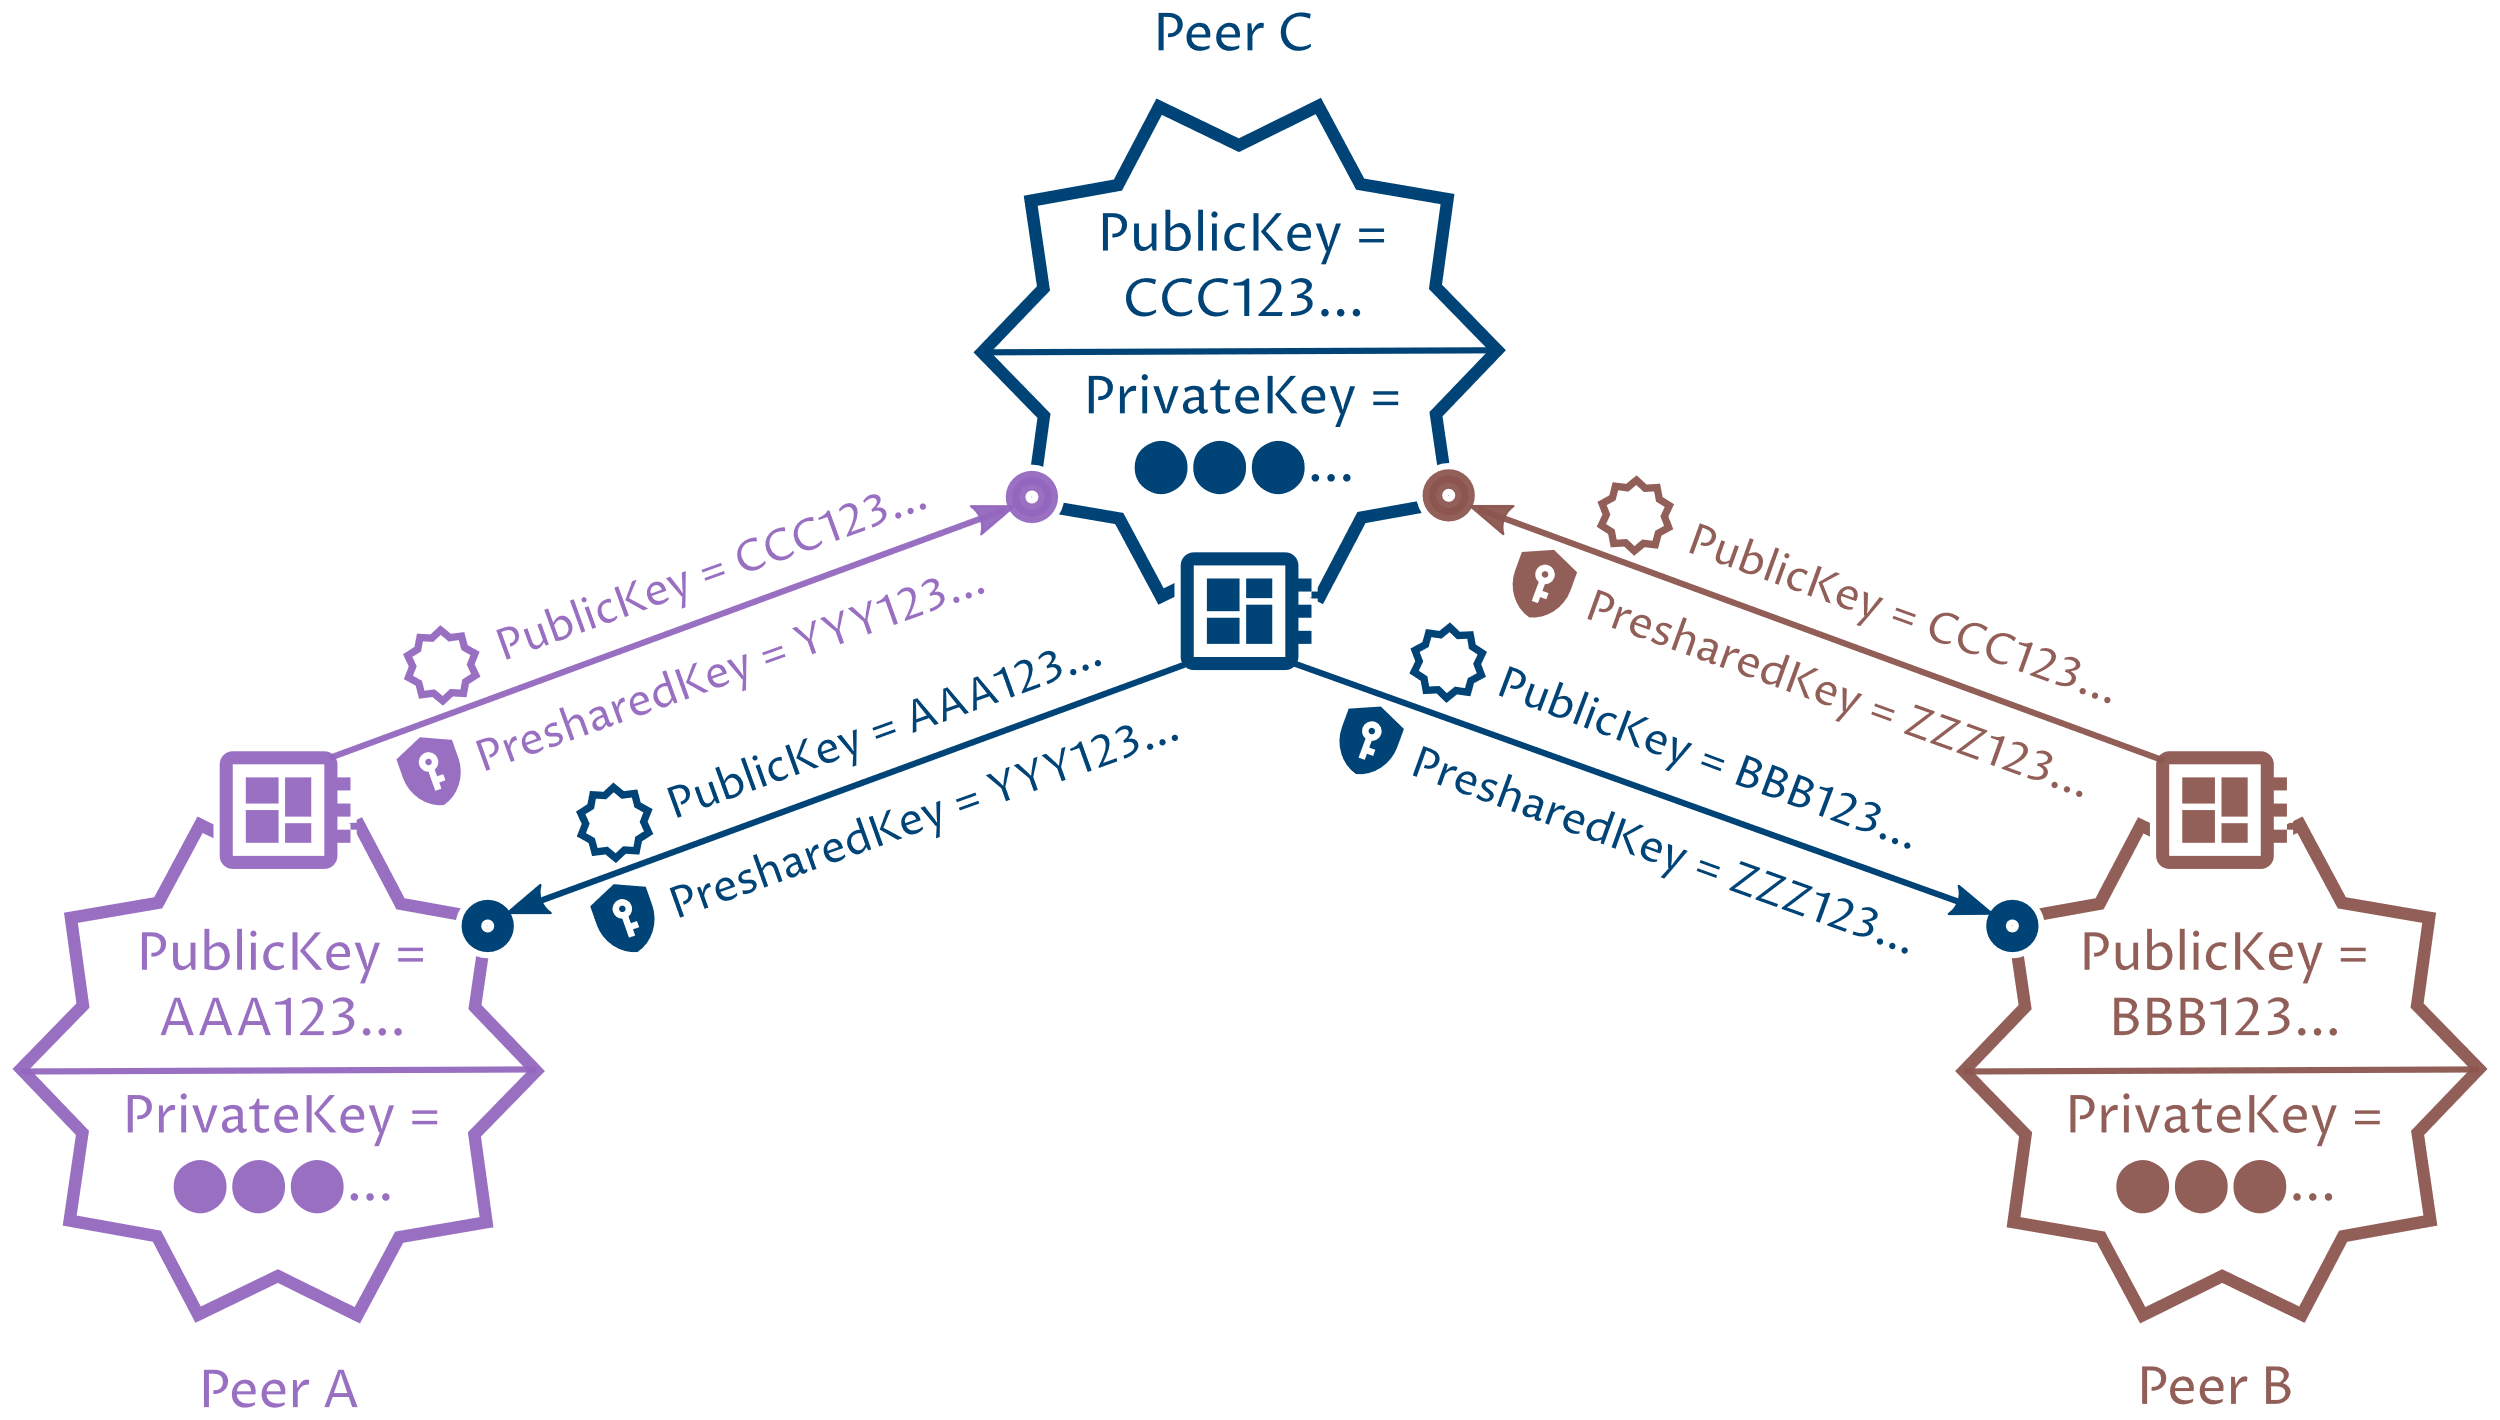 Peer C
PublicKey =
CCC123...
PrivateKey =
...
PublicKey = CCC123...
PresharedKey = YYY123...
PublicKey = AAA123...
PresharedKey = YYY123...
PublicKey = CCC123...
PresharedKey = ZZZ123...
PublicKey = BBB123...
PresharedKey = ZZZ123...
PublicKey =
AAA123...
PrivateKey =
...
Peer A
PublicKey =
BBB123...
PrivateKey =
...
Peer B